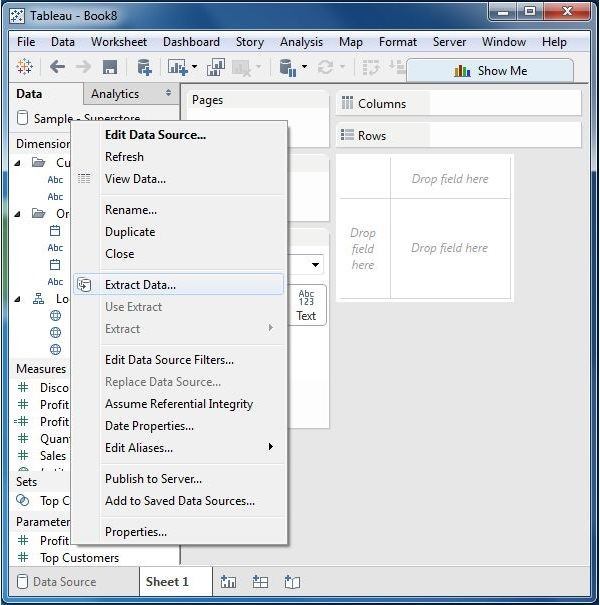 Tableau - Book8
File Data Worksheet Dashboard Story Analysis Map Format Server Window Help
Show Me
Data Analytics
Sample - Superstore
Pages
Columns
Rows
Dimension
Cu
Abc
Abc
Or
Abc
Abc
Lo
Edit Data Source...
Refresh
View Data...
Rename...
Duplicate
Close
Extract Data...
Use Extract
Extract
Edit Data Source Filters...
Replace Data Source...
Assume Referential Integrity
Date Properties...
Edit Aliases...
Publish to Server...
Add to Saved Data Sources...
Properties...
Drop field here
Drop
field
here
Drop field here
Abc
123
Text
Measures
Disco
Profit
Profit
Quan
Sales
Sets
Top C
Parameter
Profit
Top Customers
Data Source
Sheet 1